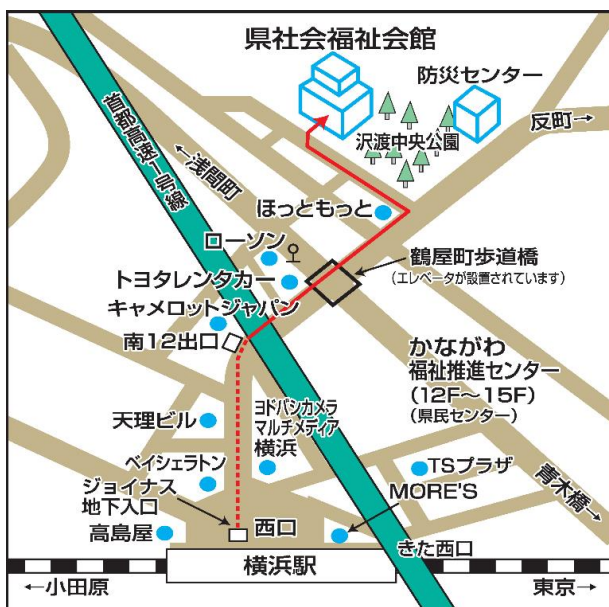 県社会福祉会館
防災センター
反町→
沢渡中央公園
首都高速1号線
←浅間町
ほっともっと
ローソン
トヨタレンタカー
鶴屋町歩道橋
(エレベータが設置されています)
キャメロットジャパン
南12出口
かながわ
福祉推進センター
(12F〜15F)
(県民センター)
天理ビル
ヨドバシカメラ
マルチメディア
横浜
ベイシェラトン
TSプラザ
ジョイナス
地下入口
MORE'S
青木橋→
高島屋
西口
きた西口
横浜駅
←小田原
東京→